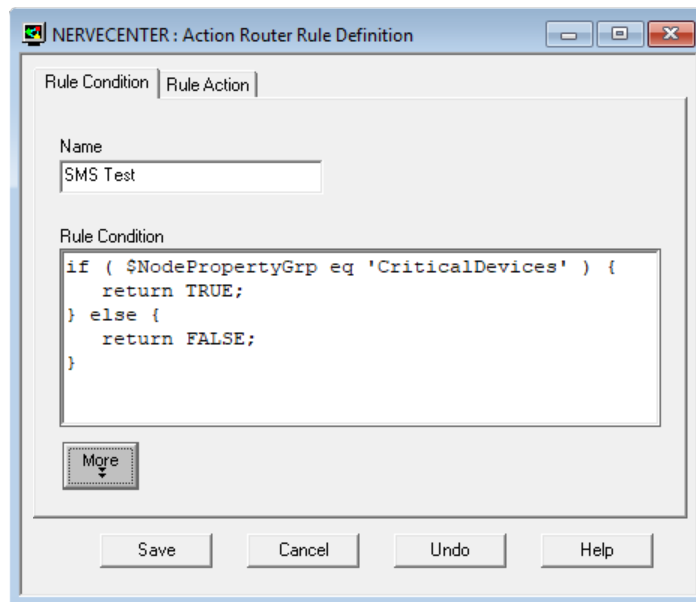 NERVECENTER : Action Router Rule Definition
Rule Condition Rule Action
Name
SMS Test
Rule Condition
if ( $NodePropertyGrp eq 'CriticalDevices' ) {
   return TRUE;
} else {
   return FALSE;
}
More
Save Cancel Undo Help